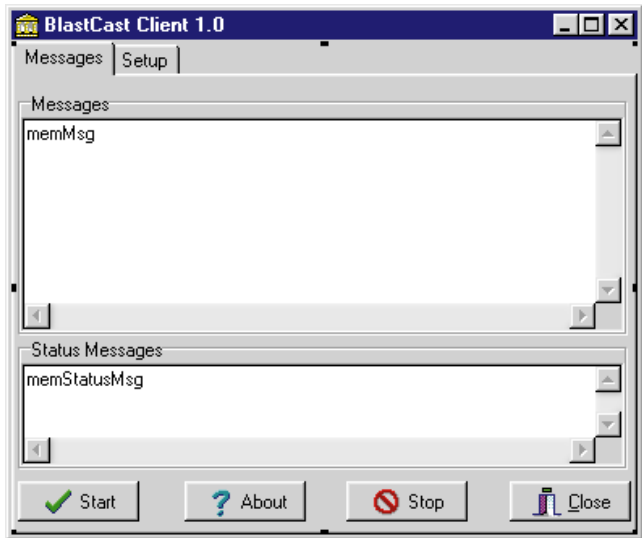 BlastCast Client 1.0
Messages Setup
Messages
memMsg
Status Messages
memStatusMsg
Start About Stop Close